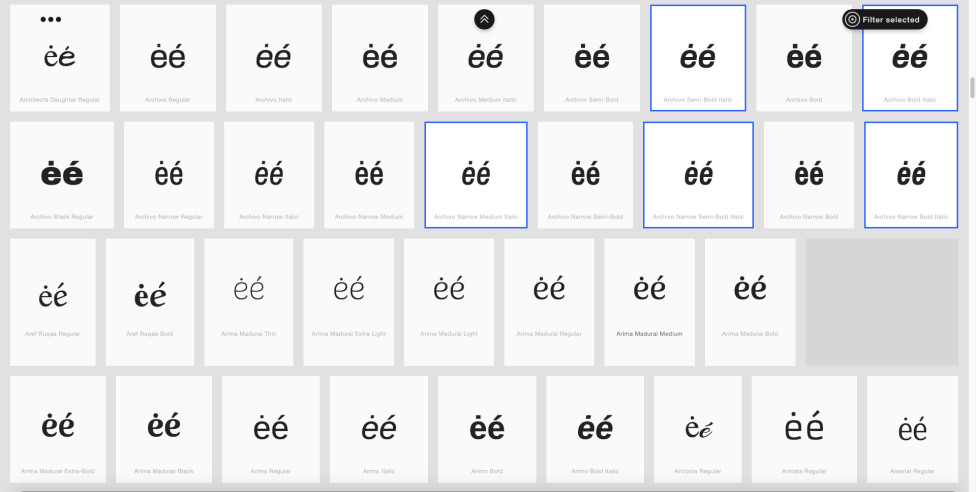 Filter selected
ėé ėé ėé ėé ėé ėé ėé ėé ėé
Architects Daughter Regular Archivo Regular Archivo Italic Archivo Medium Archivo Medium Italic Archivo Semi-Bold Archivo Semi-Bold Italic Archivo Bold Archivo Bold Italic
ėé ėé ėé ėé ėé ėé ėé ėé ėé
Archivo Black Regular Archivo Narrow Regular Archivo Narrow Italic Archivo Narrow Medium Archivo Narrow Medium Italic Archivo Narrow Semi-Bold Archivo Narrow Semi-Bold Italic Archivo Narrow Bold Archivo Narrow Bold Italic
ėé ėé ėé ėé ėé ėé ėé ėé
Aref Ruqaa Regular Aref Ruqaa Bold Arima Madurai Thin Arima Madurai Extra Light Arima Madurai Light Arima Madurai Regular Arima Madurai Medium Arima Madurai Bold
ėé ėé ėé ėé ėé ėé ėé ėé ėé
Arima Madurai Extra-Bold Arima Madurai Black Arimo Regular Arimo Italic Arimo Bold Arimo Bold Italic Arizonia Regular Armata Regular Arsenal Regular